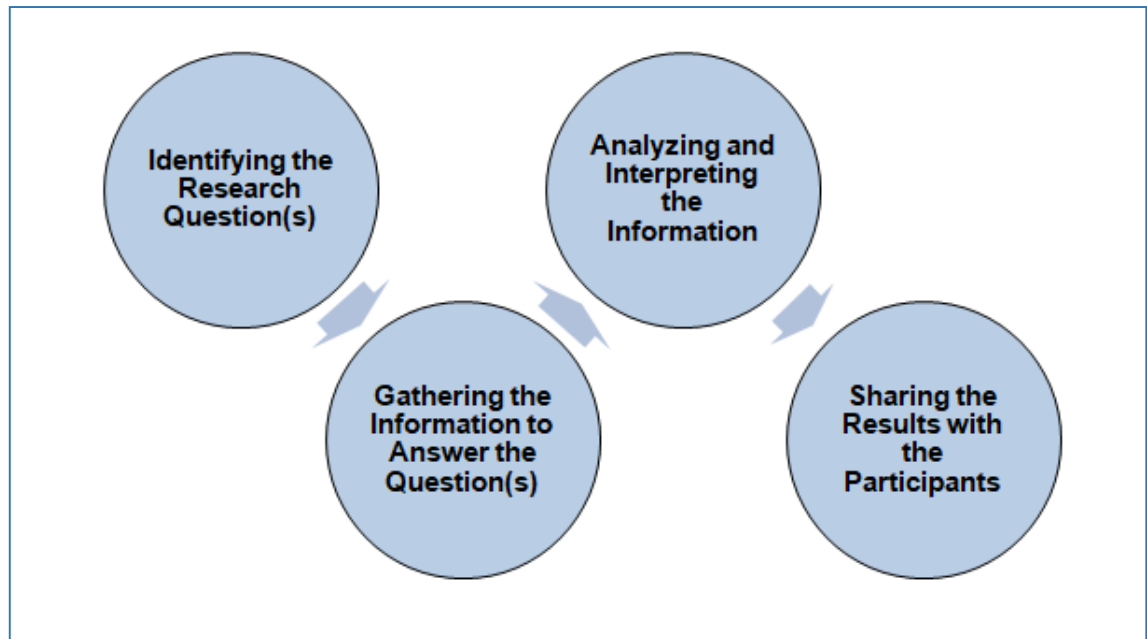 Identifying the
Research
Question(s)
Gathering the
Information to
Answer the
Question(s)
Analyzing and
Interpreting
the
Information
Sharing the
Results with
the
Participants